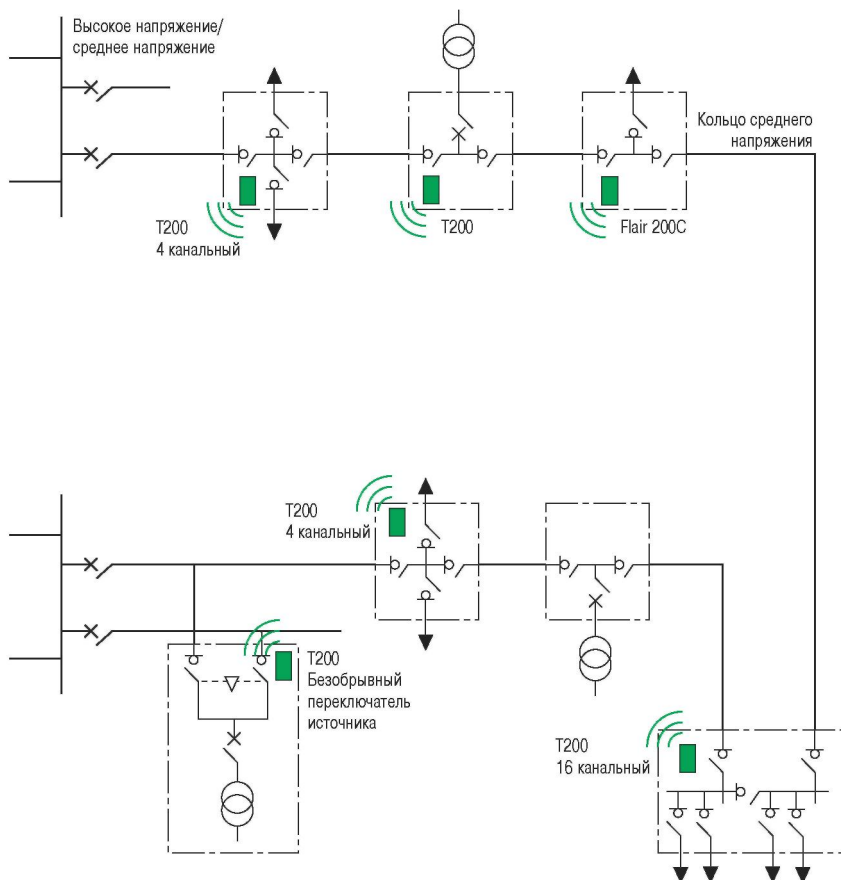 Высокое напряжение/
среднее напряжение
Кольцо среднего
напряжения
T200
4 канальный
T200
Flair 200C
T200
4 канальный
T200
Безобрывный
переключатель
источника
T200
16 канальный